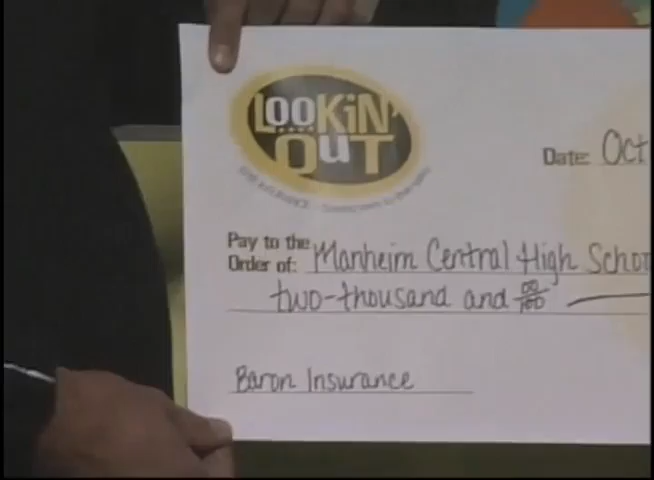 LOOKiN' OuT
Date: Oct
Pay to the
Order of: Manheim Central High Schoo
two-thousand and 00/100
Baron Insurance